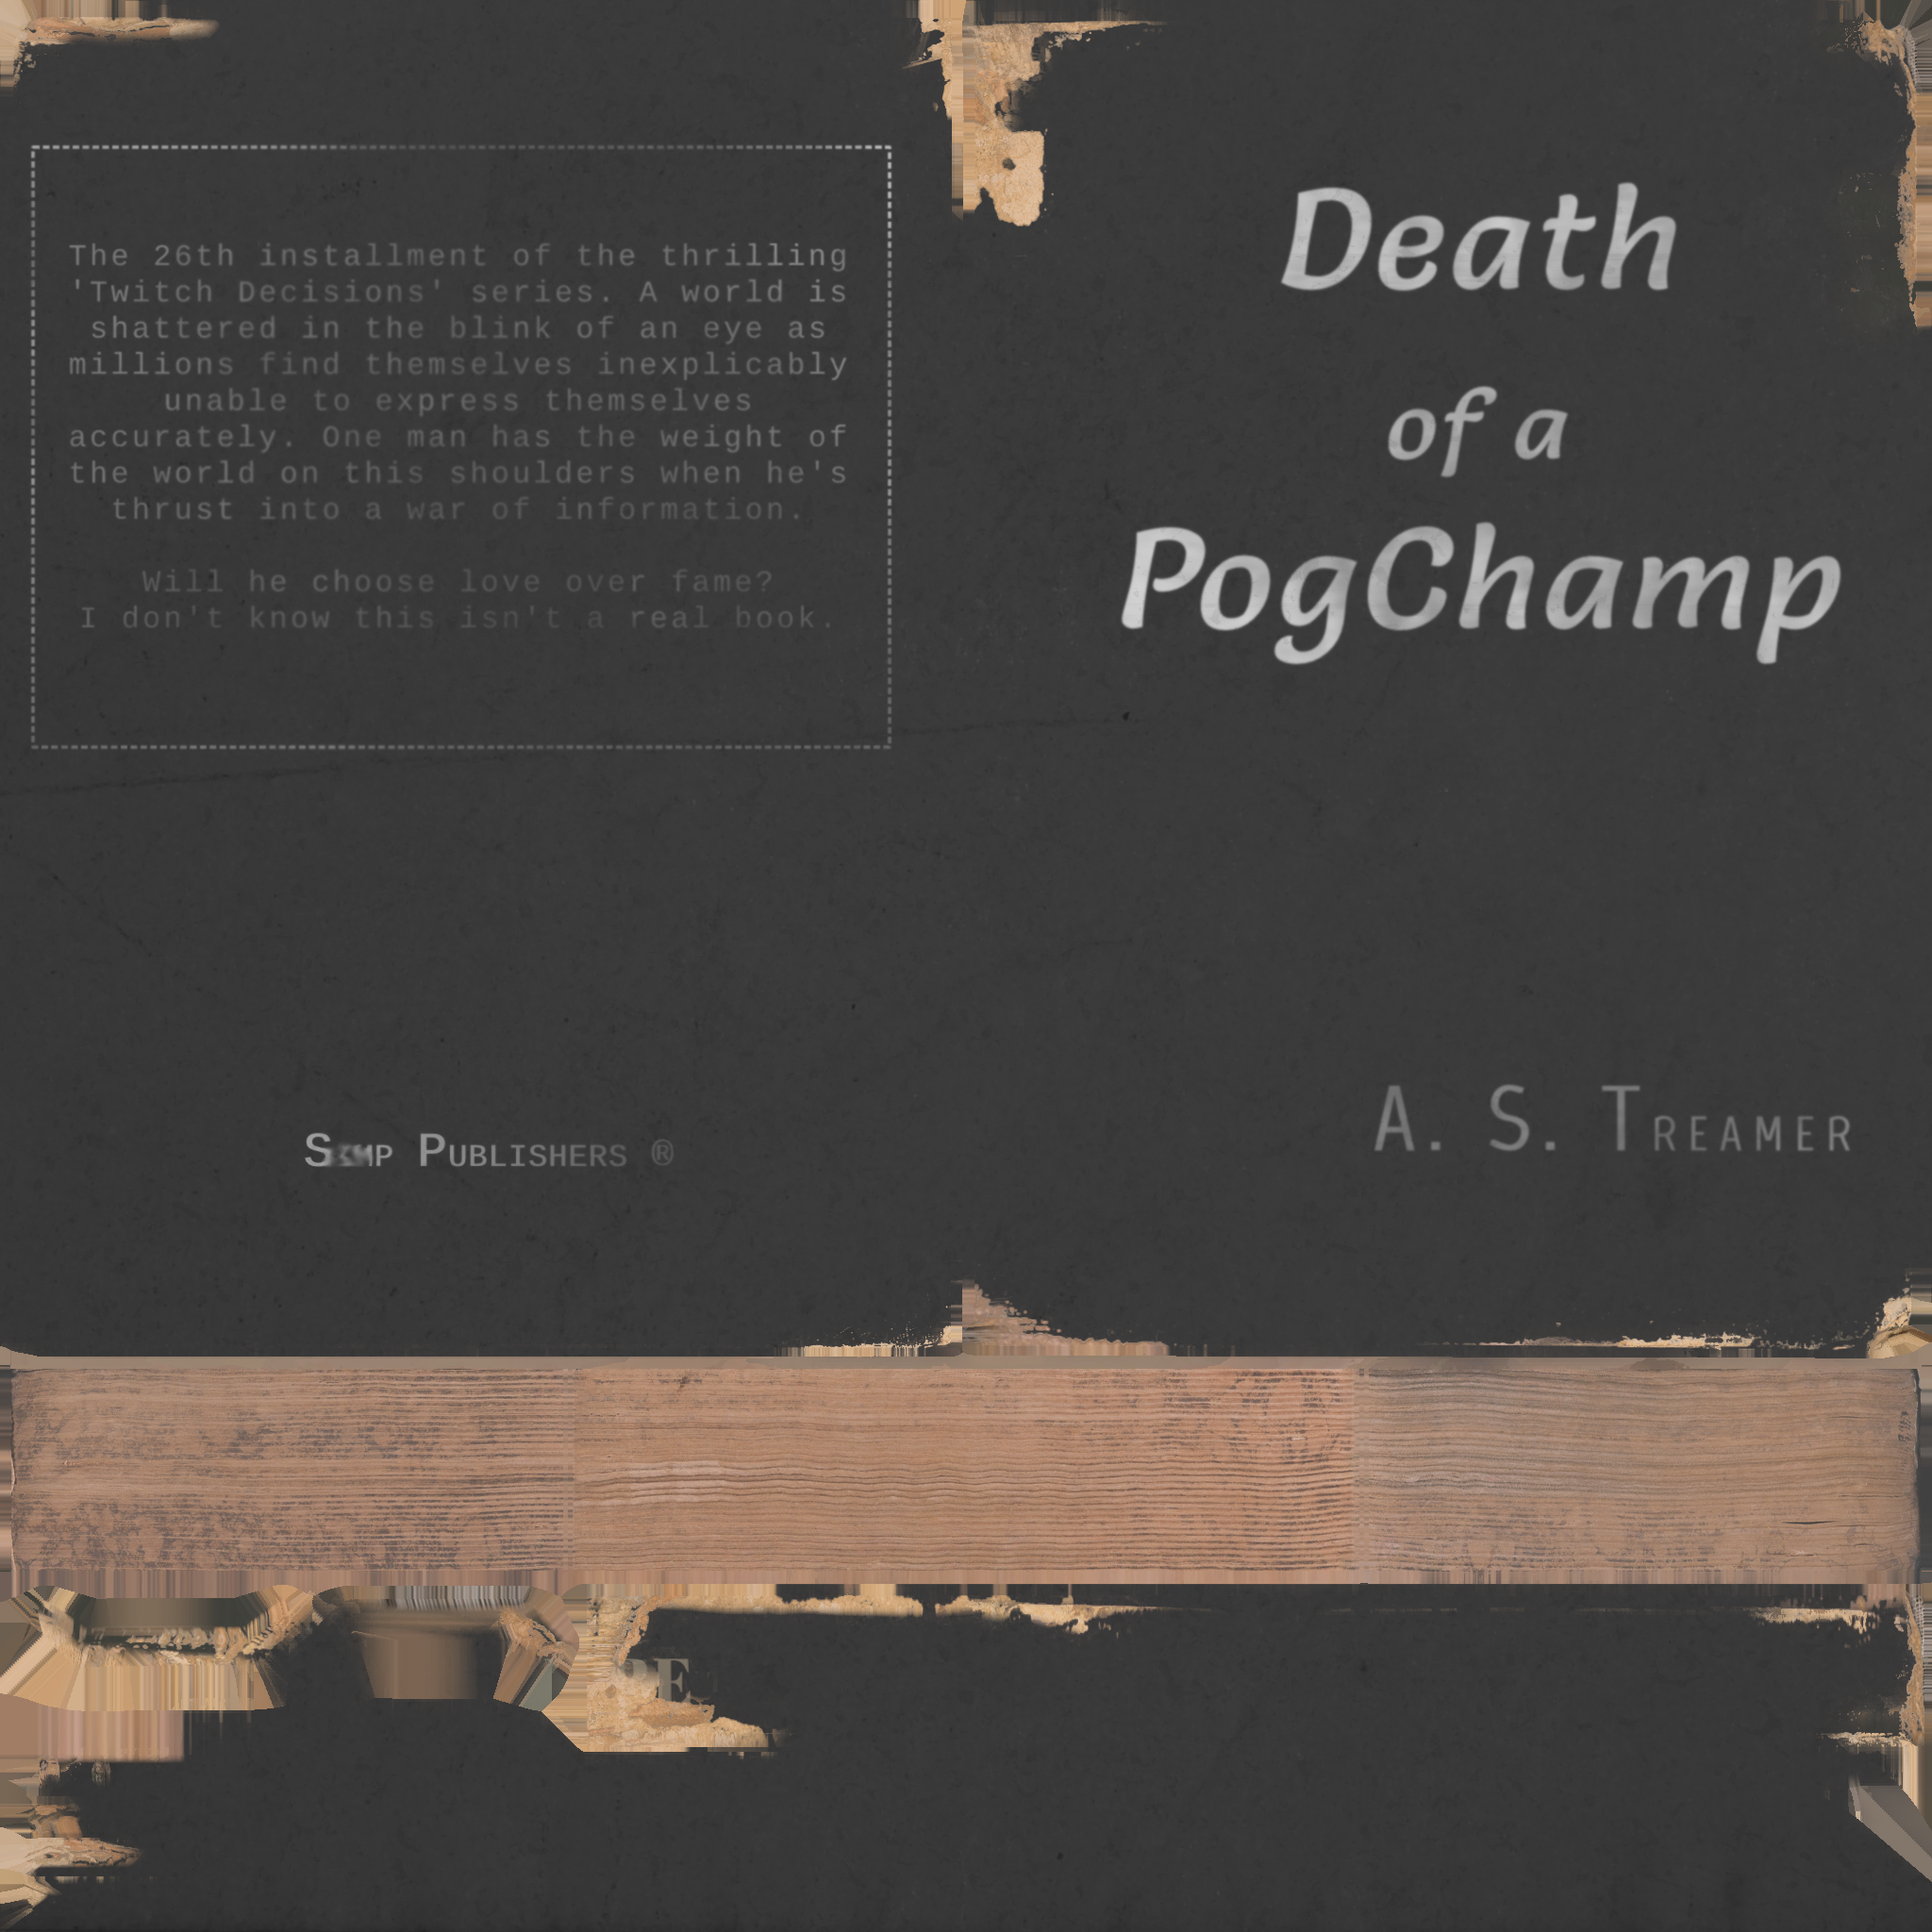 The 26th installment of the thrilling
'Twitch Decisions' series. A world is
shattered in the blink of an eye as
millions find themselves inexplicably
unable to express themselves
accurately. One man has the weight of
the world on this shoulders when he's
thrust into a war of information.
Will he choose love over fame?
I don't know this isn't a real book.
Publishers ®
Death
of a
PogChamp
A. S. Treamer